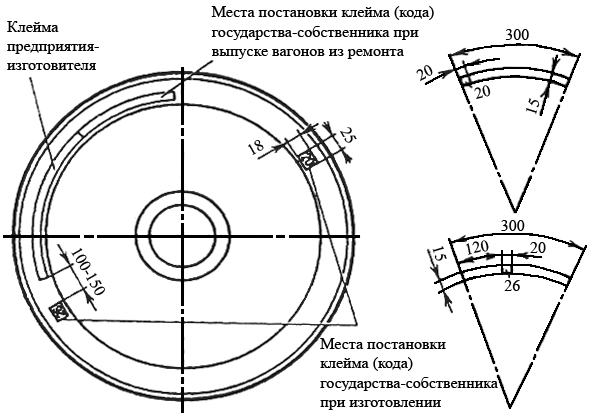 Места постановки клейма (кода)
государства-собственника при
выпуске вагонов из ремонта
Клейма
предприятия-
изготовителя
300
20
20
15
18
25
20
100-150
300
15
120
20
26
Места постановки
клейма (кода)
государства-собственника
при изготовлении